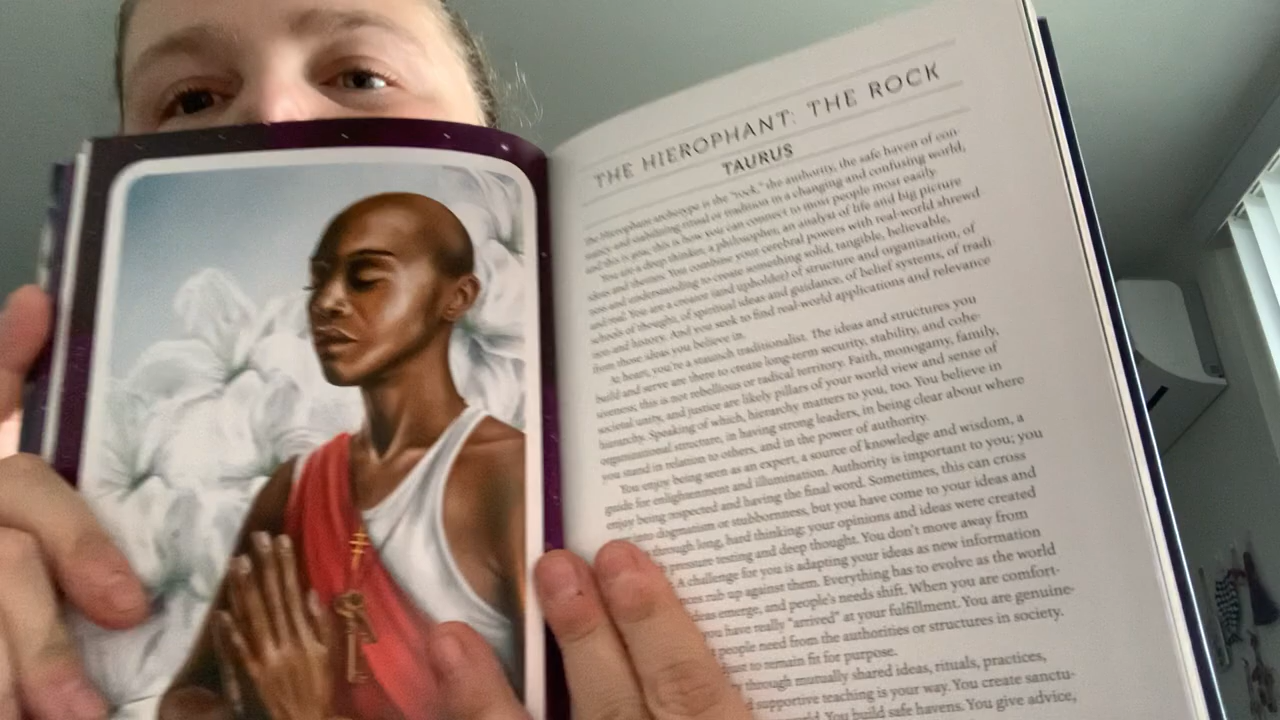 THE HIEROPHANT: THE ROCK
TAURUS
The Hierophant archetype is the "rock," the authority, the safe haven of con-
stancy and stabilizing ritual or tradition in a changing and confusing world,
and this is you; this is how you can connect to most people most easily.
You are a deep thinker, a philosopher, an analyst of life and big picture
ideas and themes. You combine your cerebral powers with real-world shrewd
ness and understanding to create something solid, tangible, believable,
and real. You are a creator (and upholder) of structure and organization, of
schools of thought, of spiritual ideas and guidance, of belief systems, of tradi
tion and history. And you seek to find real-world applications and relevance
from those ideas you believe in.
At heart, you're a staunch traditionalist. The ideas and structures you
build and serve are there to create long-term security, stability, and cohe-
siveness; this is not rebellious or radical territory. Faith, monogamy, family,
societal unity, and justice are likely pillars of your world view and sense of
hierarchy. Speaking of which, hierarchy matters to you, too. You believe in
organizational structure, in having strong leaders, in being clear about where
you stand in relation to others, and in the power of authority.
You enjoy being seen as an expert, a source of knowledge and wisdom, a
guide for enlightenment and illumination. Authority is important to you; you
enjoy being respected and having the final word. Sometimes, this can cross
into dogmatism or stubbornness, but you have come to your ideas and
through long, hard thinking; your opinions and ideas were created
pressure testing and deep thought. You don't move away from
A challenge for you is adapting your ideas as new information
rub up against them. Everything has to evolve as the world
emerge, and people's needs shift. When you are comfort-
you have really "arrived" at your fulfillment. You are genuine-
people need from the authorities or structures in society.
just to remain fit for purpose.
through mutually shared ideas, rituals, practices,
supportive teaching is your way. You create sanctu-
You build safe havens. You give advice,